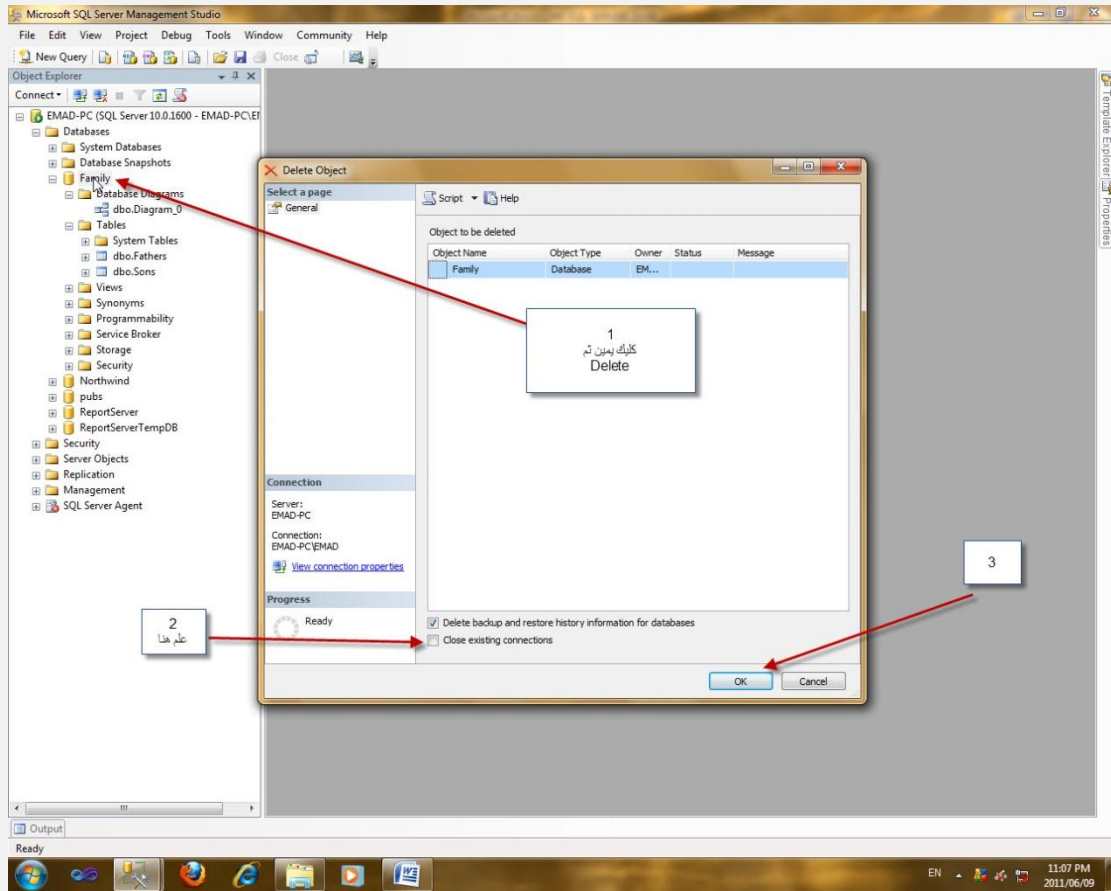 Microsoft SQL Server Management Studio
File Edit View Project Debug Tools Window Community Help
New Query Close
Object Explorer
Connect
EMAD-PC (SQL Server 10.0.1600 - EMAD-PC\EM
Databases
System Databases
Database Snapshots
Family
Database Diagrams
dbo.Diagram_0
Tables
System Tables
dbo.Fathers
dbo.Sons
Views
Synonyms
Programmability
Service Broker
Storage
Security
Northwind
pubs
ReportServer
ReportServerTempDB
Security
Server Objects
Replication
Management
SQL Server Agent
Template Explorer
Properties
Delete Object
Select a page
General
Script Help
Object to be deleted
Object Name Object Type Owner Status Message
Family Database EM...
1
كليك يمين ثم
Delete
Connection
Server:
EMAD-PC
Connection:
EMAD-PC\EMAD
View connection properties
Progress
Ready
2
علم هنا
3
Delete backup and restore history information for databases
Close existing connections
OK Cancel
Output
Ready
EN 11:07 PM
2011/06/09